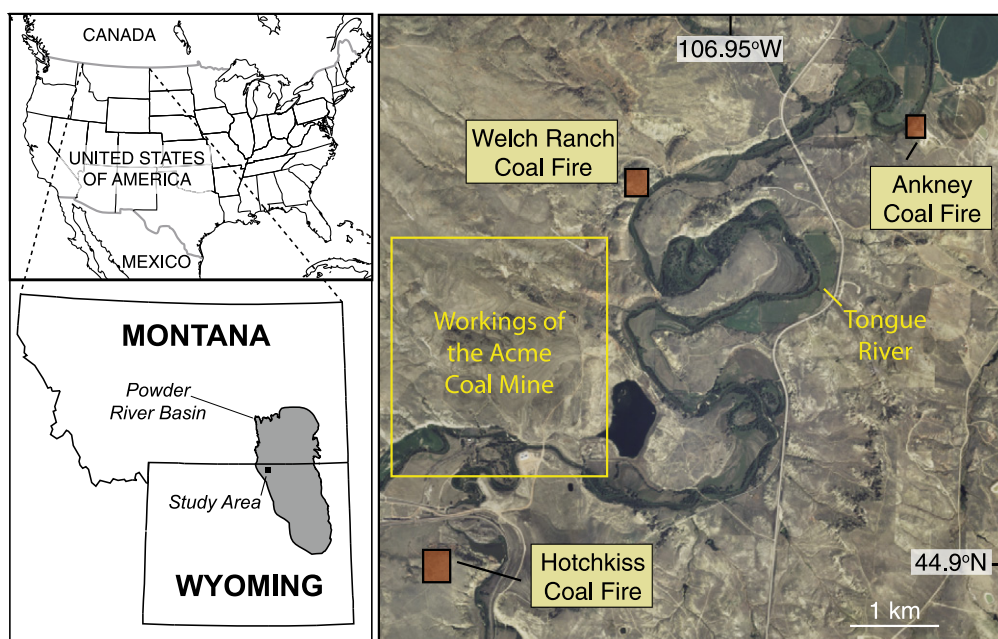 CANADA
UNITED STATES
OF AMERICA
MEXICO
MONTANA
Powder
River Basin
Study Area
WYOMING
106.95°W
Welch Ranch
Coal Fire
Ankney
Coal Fire
Workings of
the Acme
Coal Mine
Tongue
River
Hotchkiss
Coal Fire
44.9°N
1 km